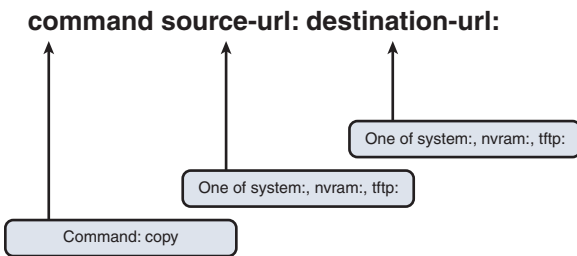 command source-url: destination-url:
One of system:, nvram:, tftp:
One of system:, nvram:, tftp:
Command: copy